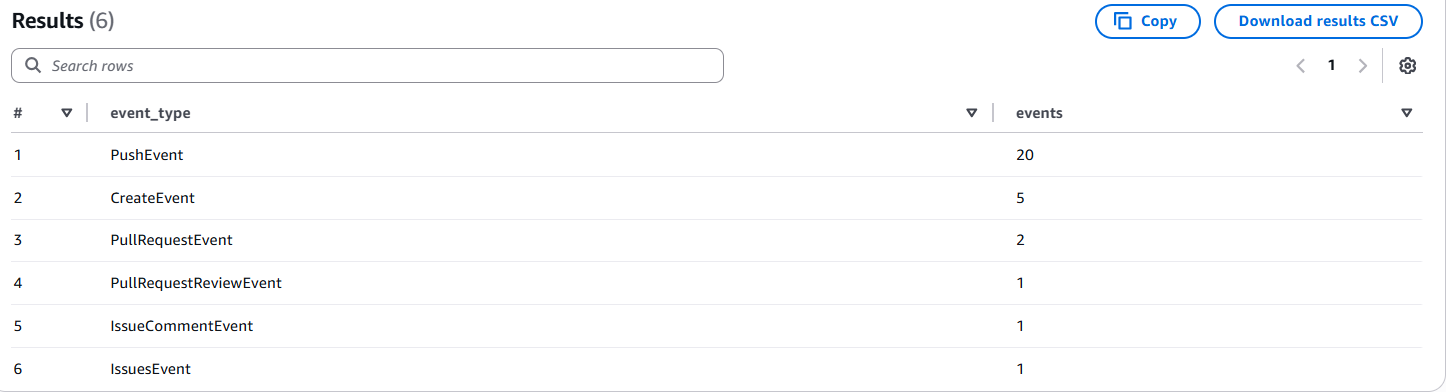 Results (6)
Copy
Download results CSV
Search rows
1
# event_type events
1 PushEvent 20
2 CreateEvent 5
3 PullRequestEvent 2
4 PullRequestReviewEvent 1
5 IssueCommentEvent 1
6 IssuesEvent 1